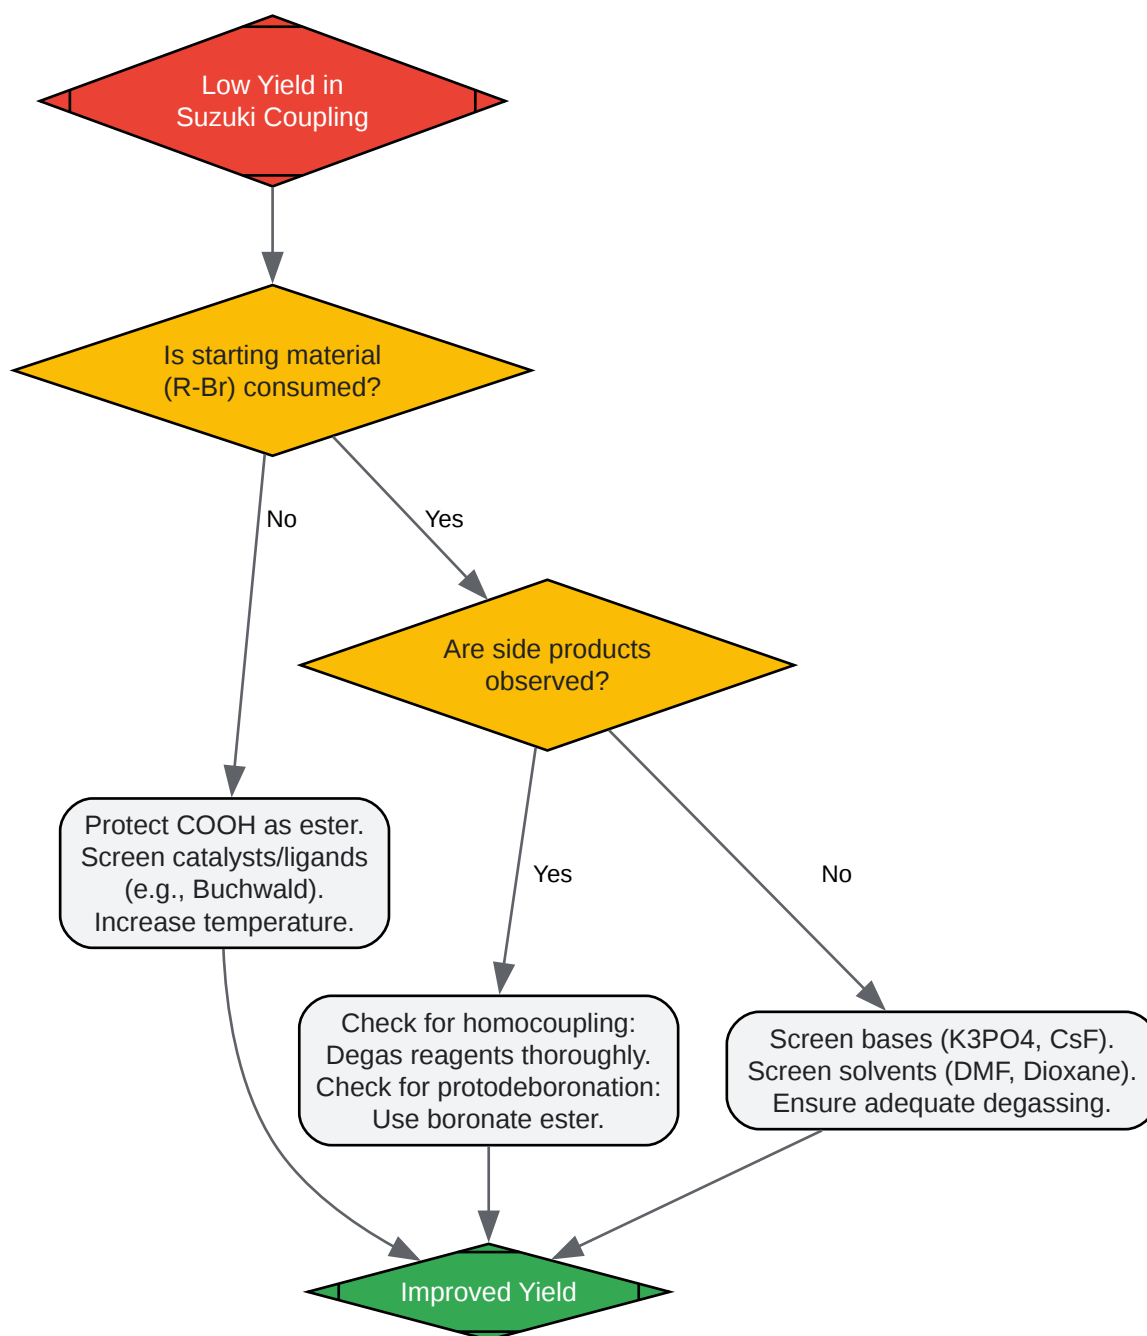 Low Yield in
Suzuki Coupling
Is starting material
(R-Br) consumed?
No
Yes
Are side products
observed?
Protect COOH as ester.
Screen catalysts/ligands
(e.g., Buchwald).
Increase temperature.
Yes
No
Check for homocoupling:
Degas reagents thoroughly.
Check for protodeboronation:
Use boronate ester.
Screen bases (K3PO4, CsF).
Screen solvents (DMF, Dioxane).
Ensure adequate degassing.
Improved Yield